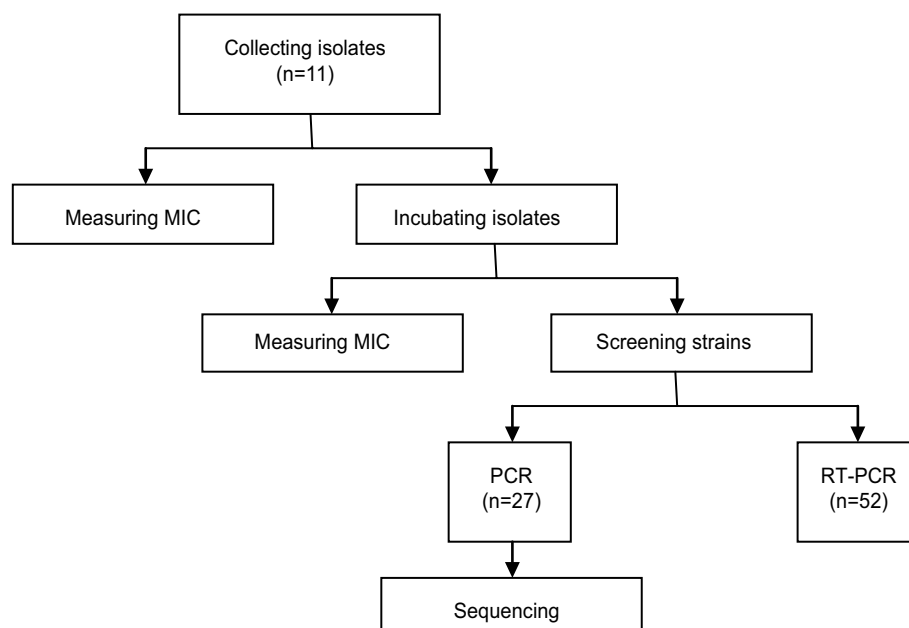 Collecting isolates
(n=11)
Measuring MIC
Incubating isolates
Measuring MIC
Screening strains
PCR
(n=27)
RT-PCR
(n=52)
Sequencing